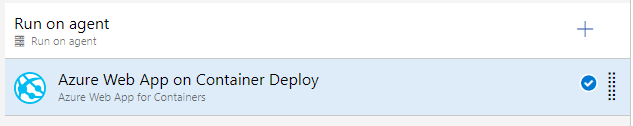 Run on agent
Run on agent
Azure Web App on Container Deploy
Azure Web App for Containers